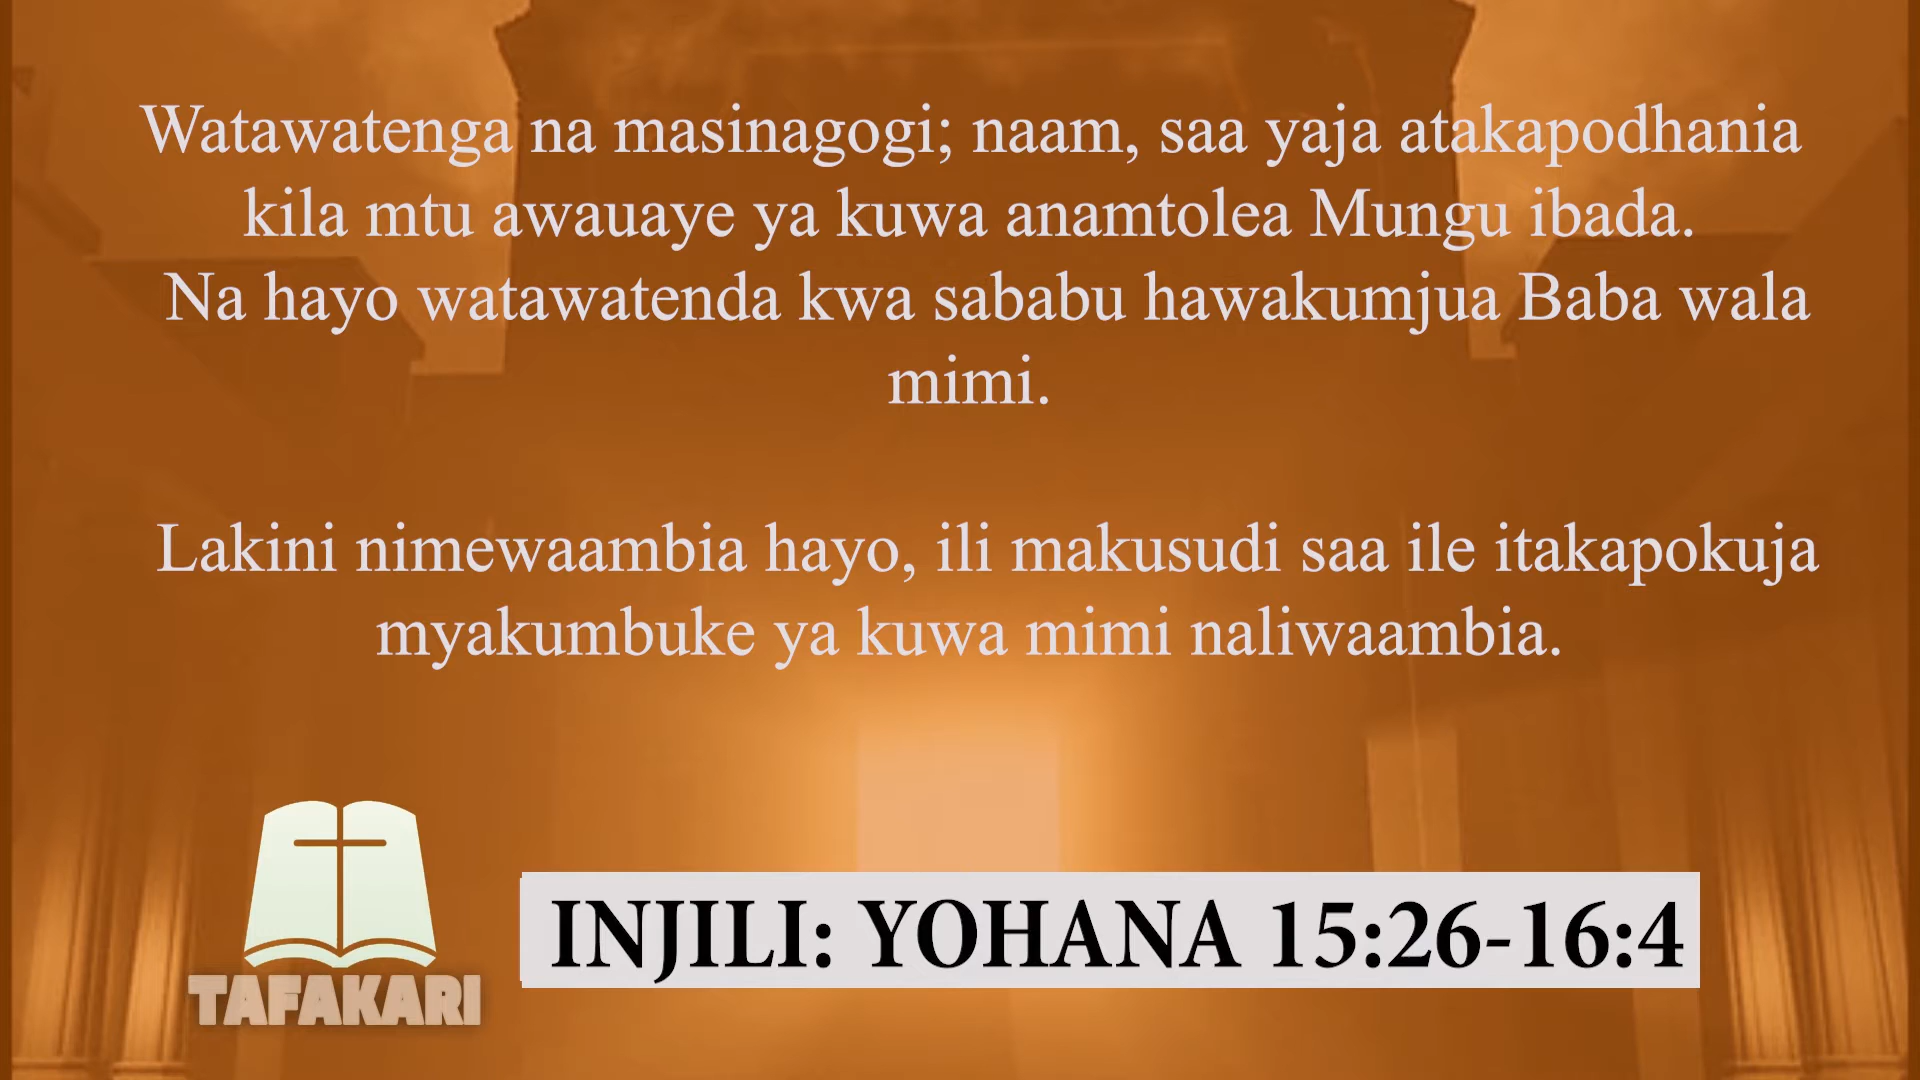 Watawatenga na masinagogi; naam, saa yaja atakapodhania
kila mtu awauaye ya kuwa anamtolea Mungu ibada.
Na hayo watawatenda kwa sababu hawakumjua Baba wala
mimi.
Lakini nimewaambia hayo, ili makusudi saa ile itakapokuja
myakumbuke ya kuwa mimi naliwaambia.
TAFAKARI
INJILI: YOHANA 15:26-16:4